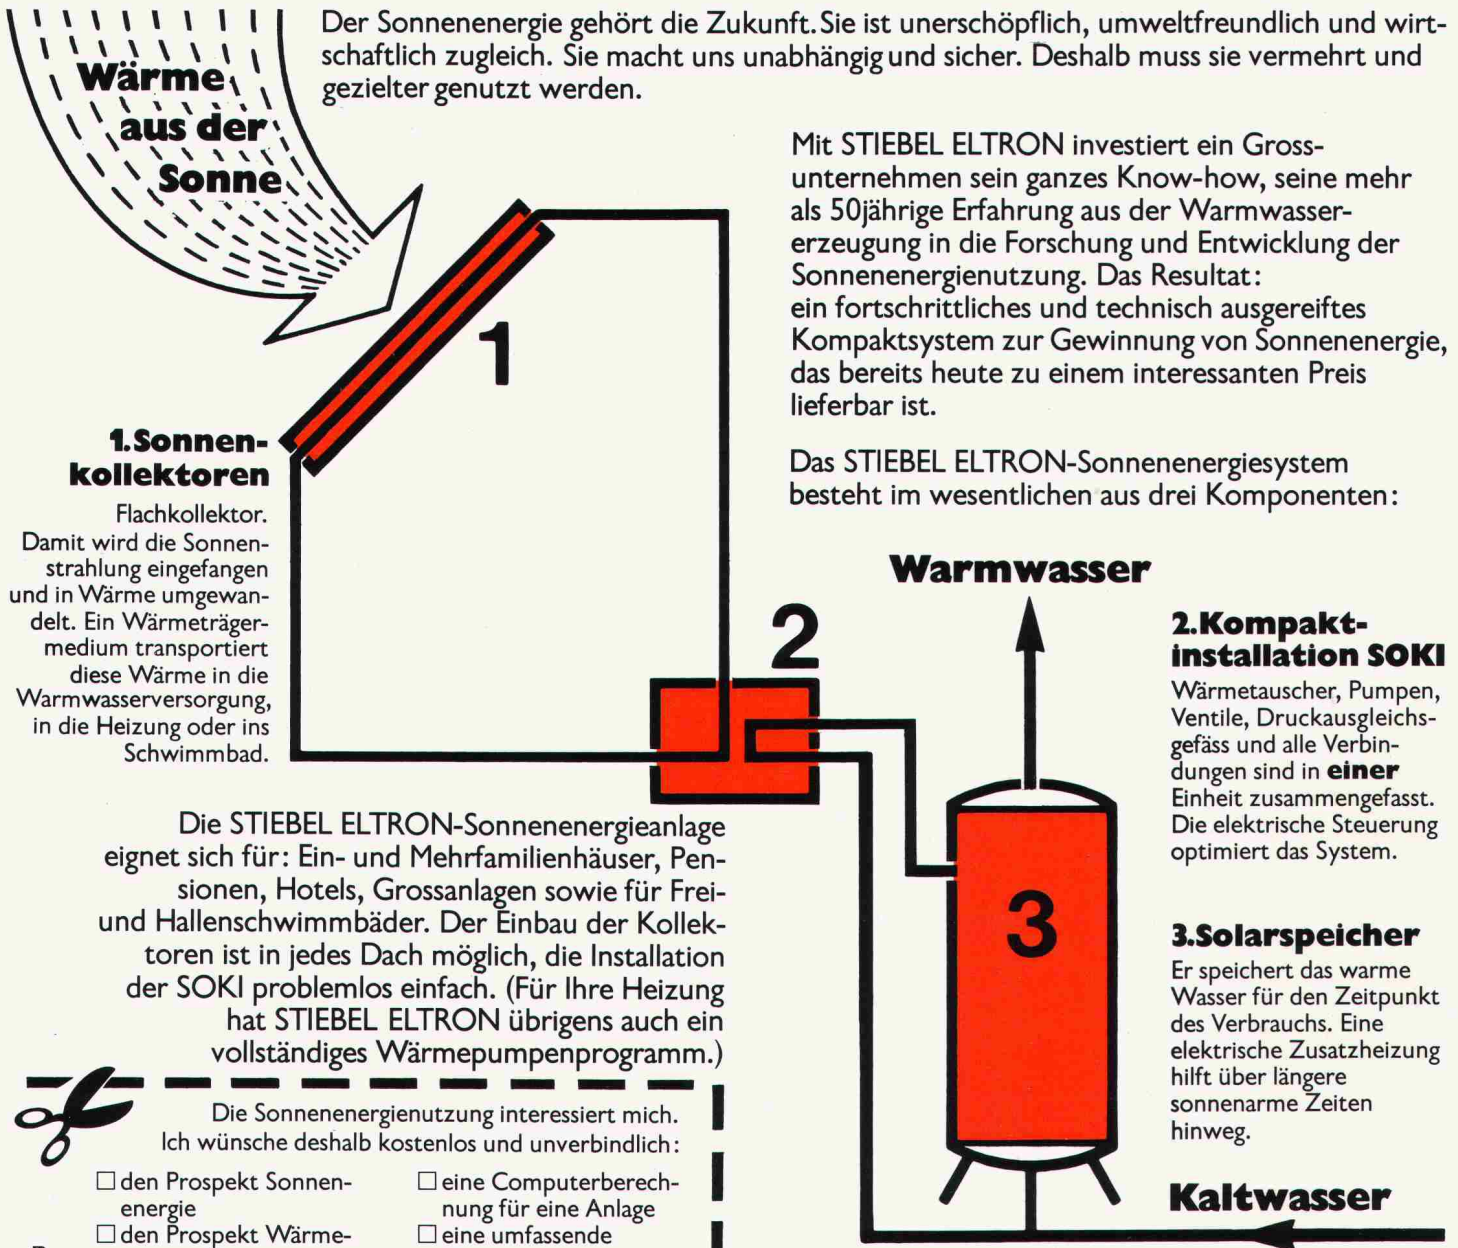 Der Sonnenenergie gehört die Zukunft. Sie ist unerschöpflich, umweltfreundlich und wirt-
schaftlich zugleich. Sie macht uns unabhängig und sicher. Deshalb muss sie vermehrt und
gezielter genutzt werden.
Wärme
aus der
Sonne
Mit STIEBEL ELTRON investiert ein Gross-
unternehmen sein ganzes Know-how, seine mehr
als 50jährige Erfahrung aus der Warmwasser-
erzeugung in die Forschung und Entwicklung der
Sonnenenergienutzung. Das Resultat:
ein fortschrittliches und technisch ausgereiftes
Kompaktsystem zur Gewinnung von Sonnenenergie,
das bereits heute zu einem interessanten Preis
lieferbar ist.
Das STIEBEL ELTRON-Sonnenenergiesystem
besteht im wesentlichen aus drei Komponenten:
1
1. Sonnen-
kollektoren
Flachkollektor.
Damit wird die Sonnen-
strahlung eingefangen
und in Wärme umgewan-
delt. Ein Wärmeträger-
medium transportiert
diese Wärme in die
Warmwasserversorgung,
in die Heizung oder ins
Schwimmbad.
2
Warmwasser
2. Kompakt-
installation SOKI
Wärmetauscher, Pumpen,
Ventile, Druckausgleichs-
gefäss und alle Verbin-
dungen sind in einer
Einheit zusammengefasst.
Die elektrische Steuerung
optimiert das System.
3
3. Solarspeicher
Er speichert das warme
Wasser für den Zeitpunkt
des Verbrauchs. Eine
elektrische Zusatzheizung
hilft über längere
sonnenarme Zeiten
hinweg.
Kaltwasser
Die STIEBEL ELTRON-Sonnenenergieanlage
eignet sich für: Ein- und Mehrfamilienhäuser, Pen-
sionen, Hotels, Grossanlagen sowie für Frei-
und Hallenschwimmbäder. Der Einbau der Kollek-
toren ist in jedes Dach möglich, die Installation
der SOKI problemlos einfach. (Für Ihre Heizung
hat STIEBEL ELTRON übrigens auch ein
vollständiges Wärmepumpenprogramm.)
Die Sonnenenergienutzung interessiert mich.
Ich wünsche deshalb kostenlos und unverbindlich:
☐ den Prospekt Sonnen-
energie
☐ den Prospekt Wärme-
☐ eine Computerberech-
nung für eine Anlage
☐ eine umfassende